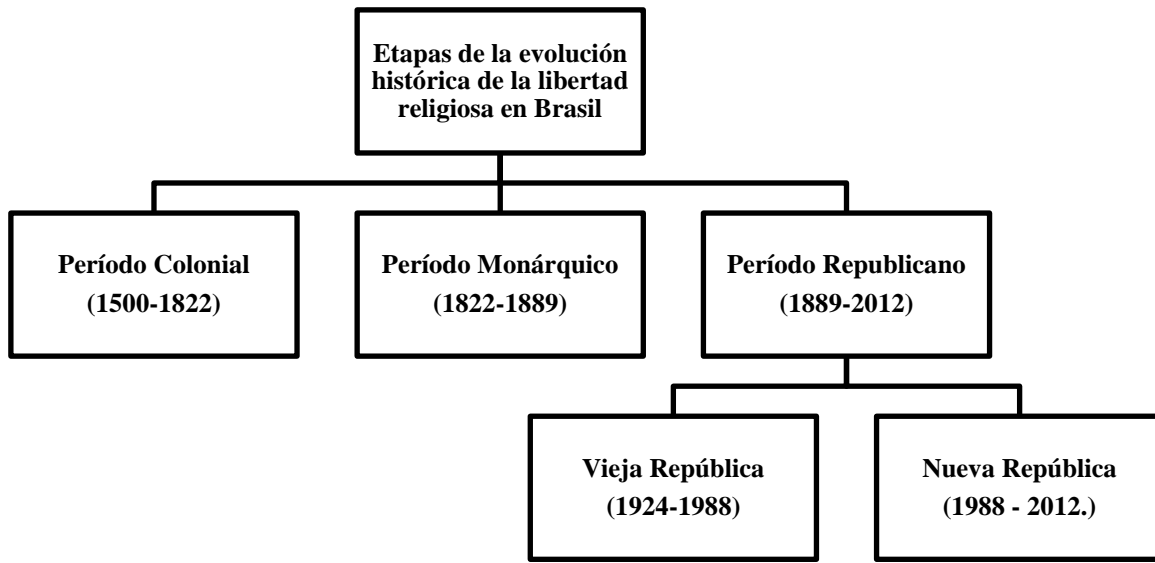 Etapas de la evolución
histórica de la libertad
religiosa en Brasil
Período Colonial
(1500-1822)
Período Monárquico
(1822-1889)
Período Republicano
(1889-2012)
Vieja República
(1924-1988)
Nueva República
(1988 - 2012.)